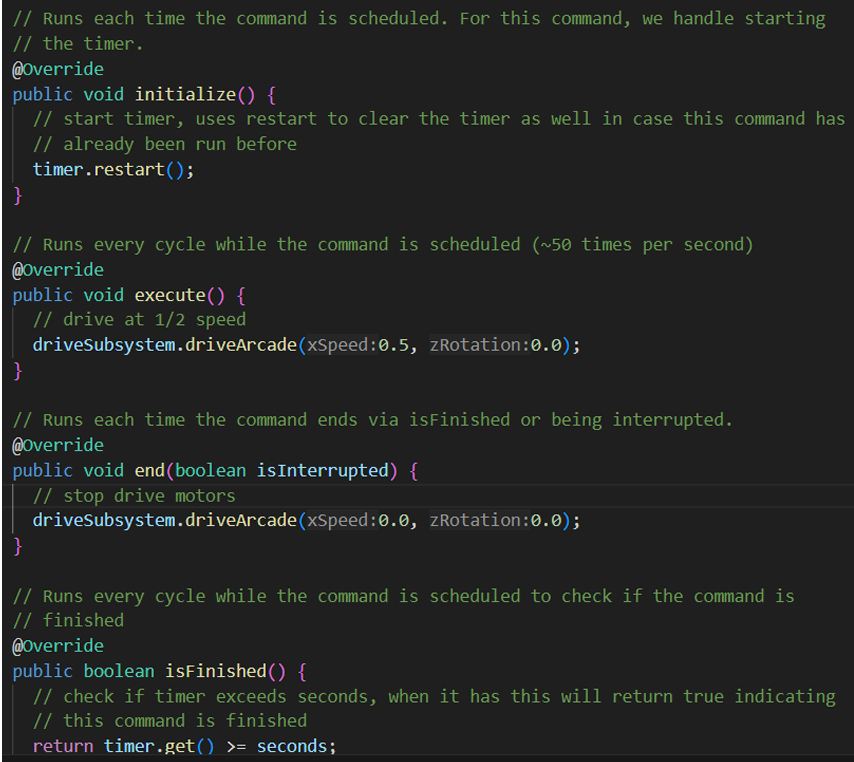 // Runs each time the command is scheduled. For this command, we handle starting
// the timer.
@Override
public void initialize() {
// start timer, uses restart to clear the timer as well in case this command has
// already been run before
timer.restart();
}
// Runs every cycle while the command is scheduled (~50 times per second)
@Override
public void execute() {
// drive at 1/2 speed
driveSubsystem.driveArcade(xSpeed:0.5, zRotation:0.0);
}
// Runs each time the command ends via isFinished or being interrupted.
@Override
public void end(boolean isInterrupted) {
// stop drive motors
driveSubsystem.driveArcade(xSpeed:0.0, zRotation:0.0);
}
// Runs every cycle while the command is scheduled to check if the command is
// finished
@Override
public boolean isFinished() {
// check if timer exceeds seconds, when it has this will return true indicating
// this command is finished
return timer.get() >= seconds;